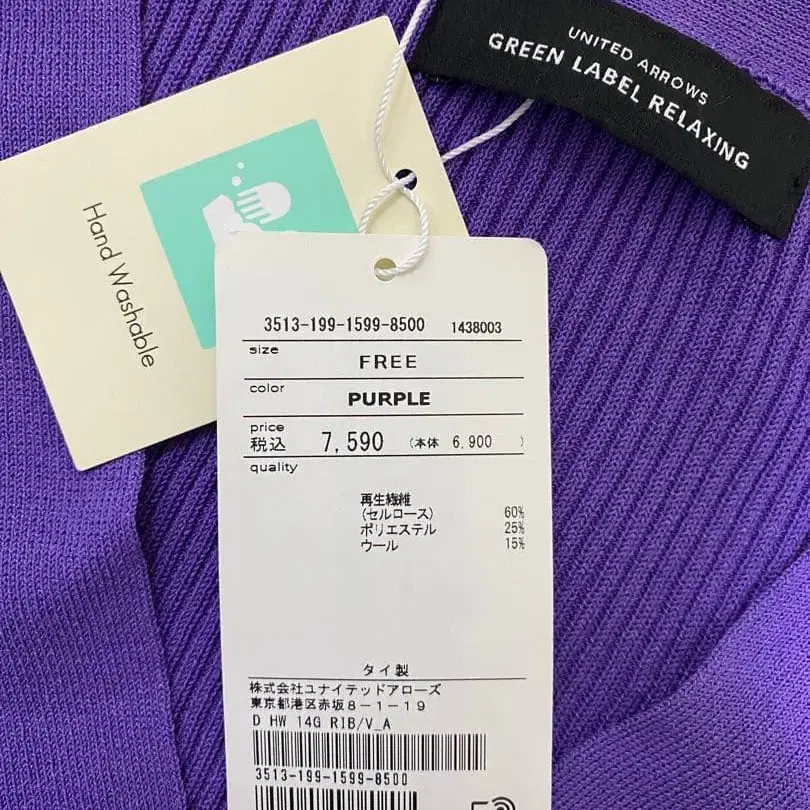 UNITED ARROWS
GREEN LABEL RELAXING
Hand Washable
3513-199-1599-8500 1438003
size
FREE
color
PURPLE
price
税込 7,590 (本体 6,900 )
quality
再生繊維
(セルロース) 60%
ポリエステル 25%
ウール 15%
タイ製
株式会社ユナイテッドアローズ
東京都港区赤坂8-1-19
D HW 14G RIB/V_A
3513-199-1599-8500